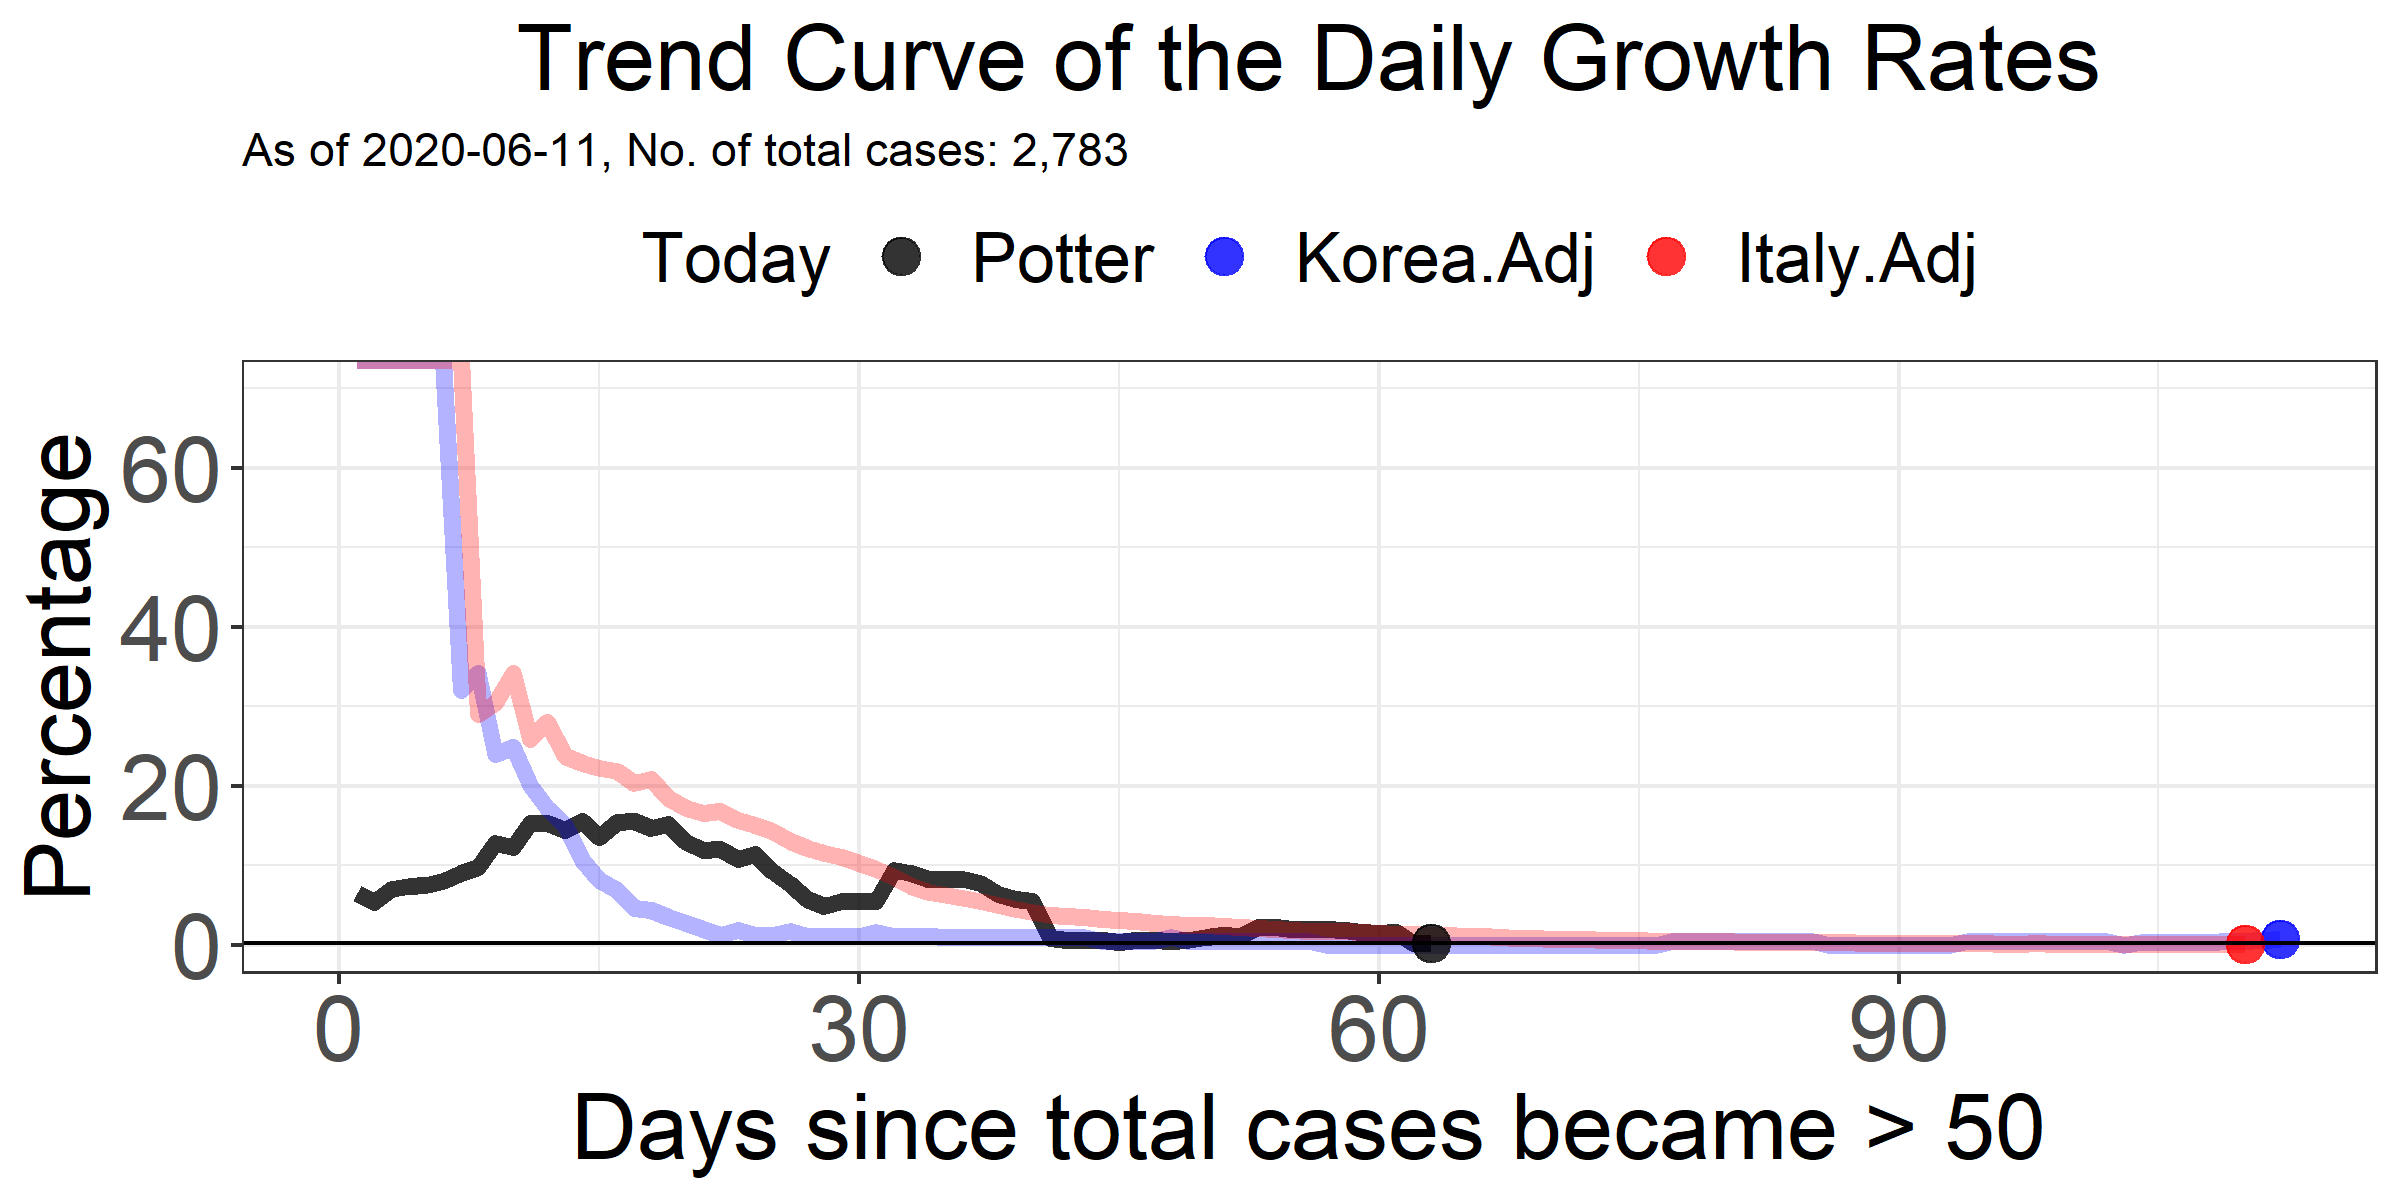 Trend Curve of the Daily Growth Rates
As of 2020-06-11, No. of total cases: 2,783
Today Potter Korea.Adj Italy.Adj
Percentage
60
40
20
0
0 30 60 90
Days since total cases became > 50